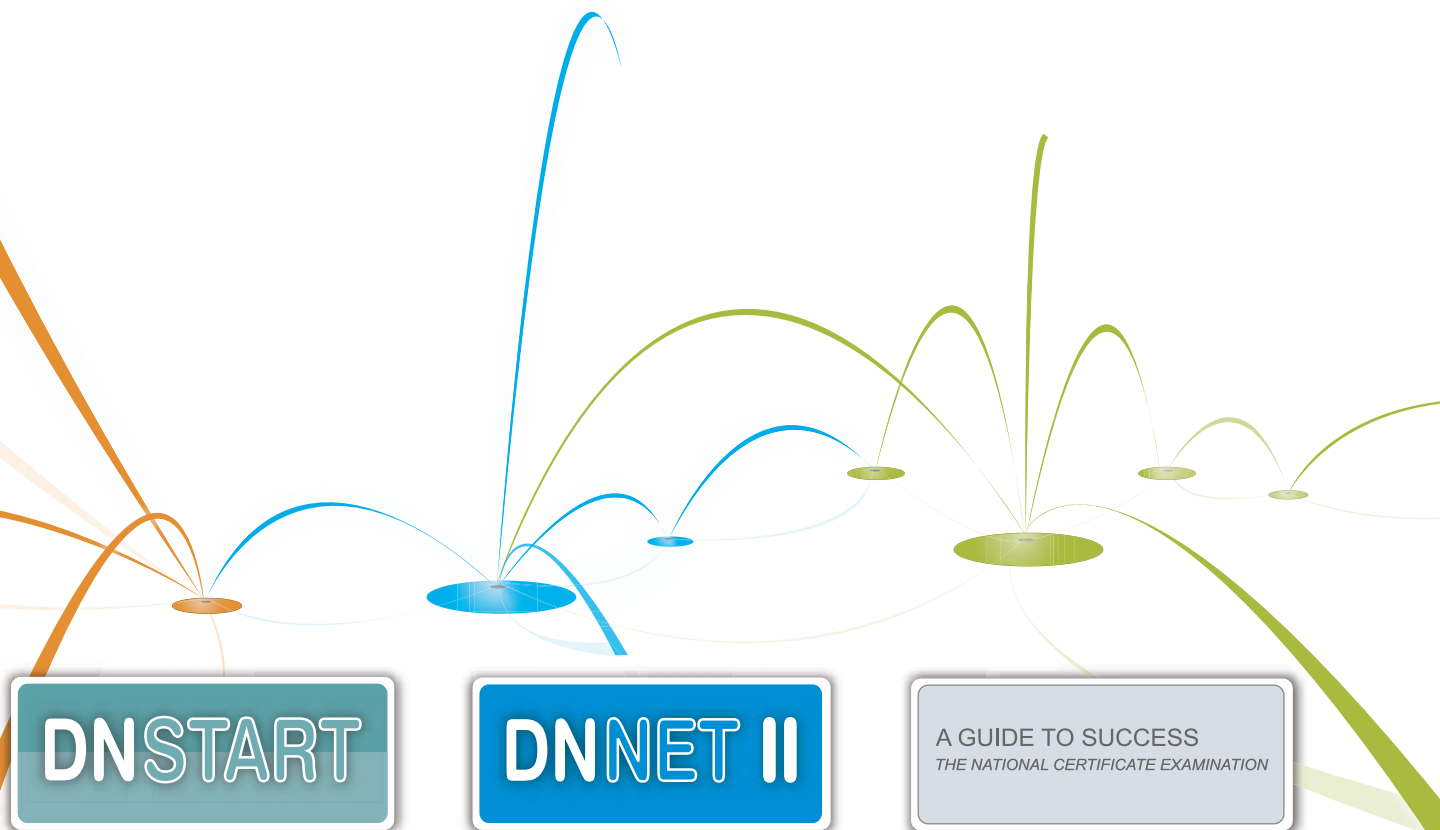 DNSTART
DNNET II
A GUIDE TO SUCCESS
THE NATIONAL CERTIFICATE EXAMINATION